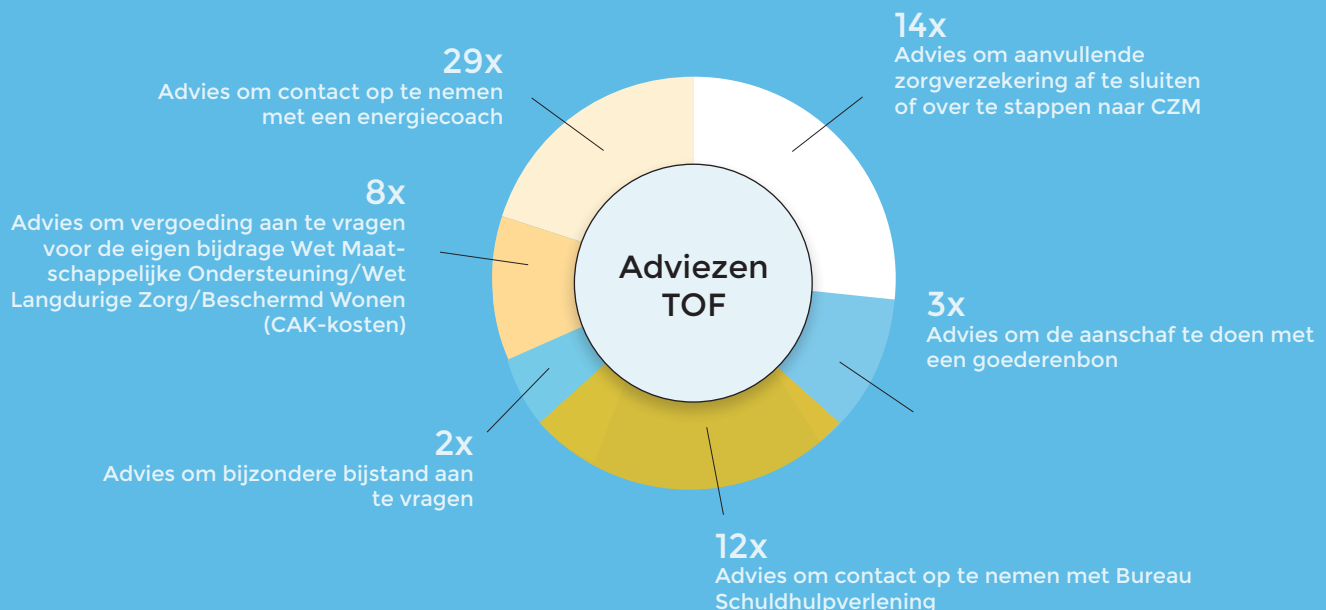 14x
Advies om aanvullende
zorgverzekering af te sluiten
of over te stappen naar CZM
29x
Advies om contact op te nemen
met een energiecoach
8x
Advies om vergoeding aan te vragen
voor de eigen bijdrage Wet Maat-
schappelijke Ondersteuning/Wet
Langdurige Zorg/Beschermd Wonen
(CAK-kosten)
Adviezen
TOF
3x
Advies om de aanschaf te doen met
een goederenbon
2x
Advies om bijzondere bijstand aan
te vragen
12x
Advies om contact op te nemen met Bureau
Schuldhulpverlening